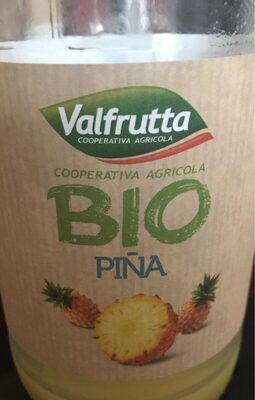 Valfrutta
COOPERATIVA AGRICOLA
COOPERATIVA AGRICOLA
BIO
PIÑA